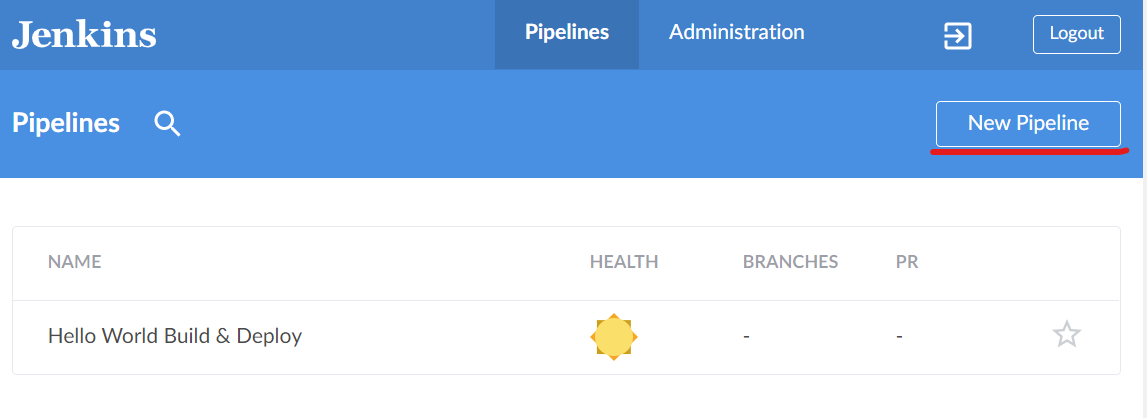 Jenkins Pipelines Administration Logout
Pipelines New Pipeline
NAME HEALTH BRANCHES PR
Hello World Build & Deploy - -